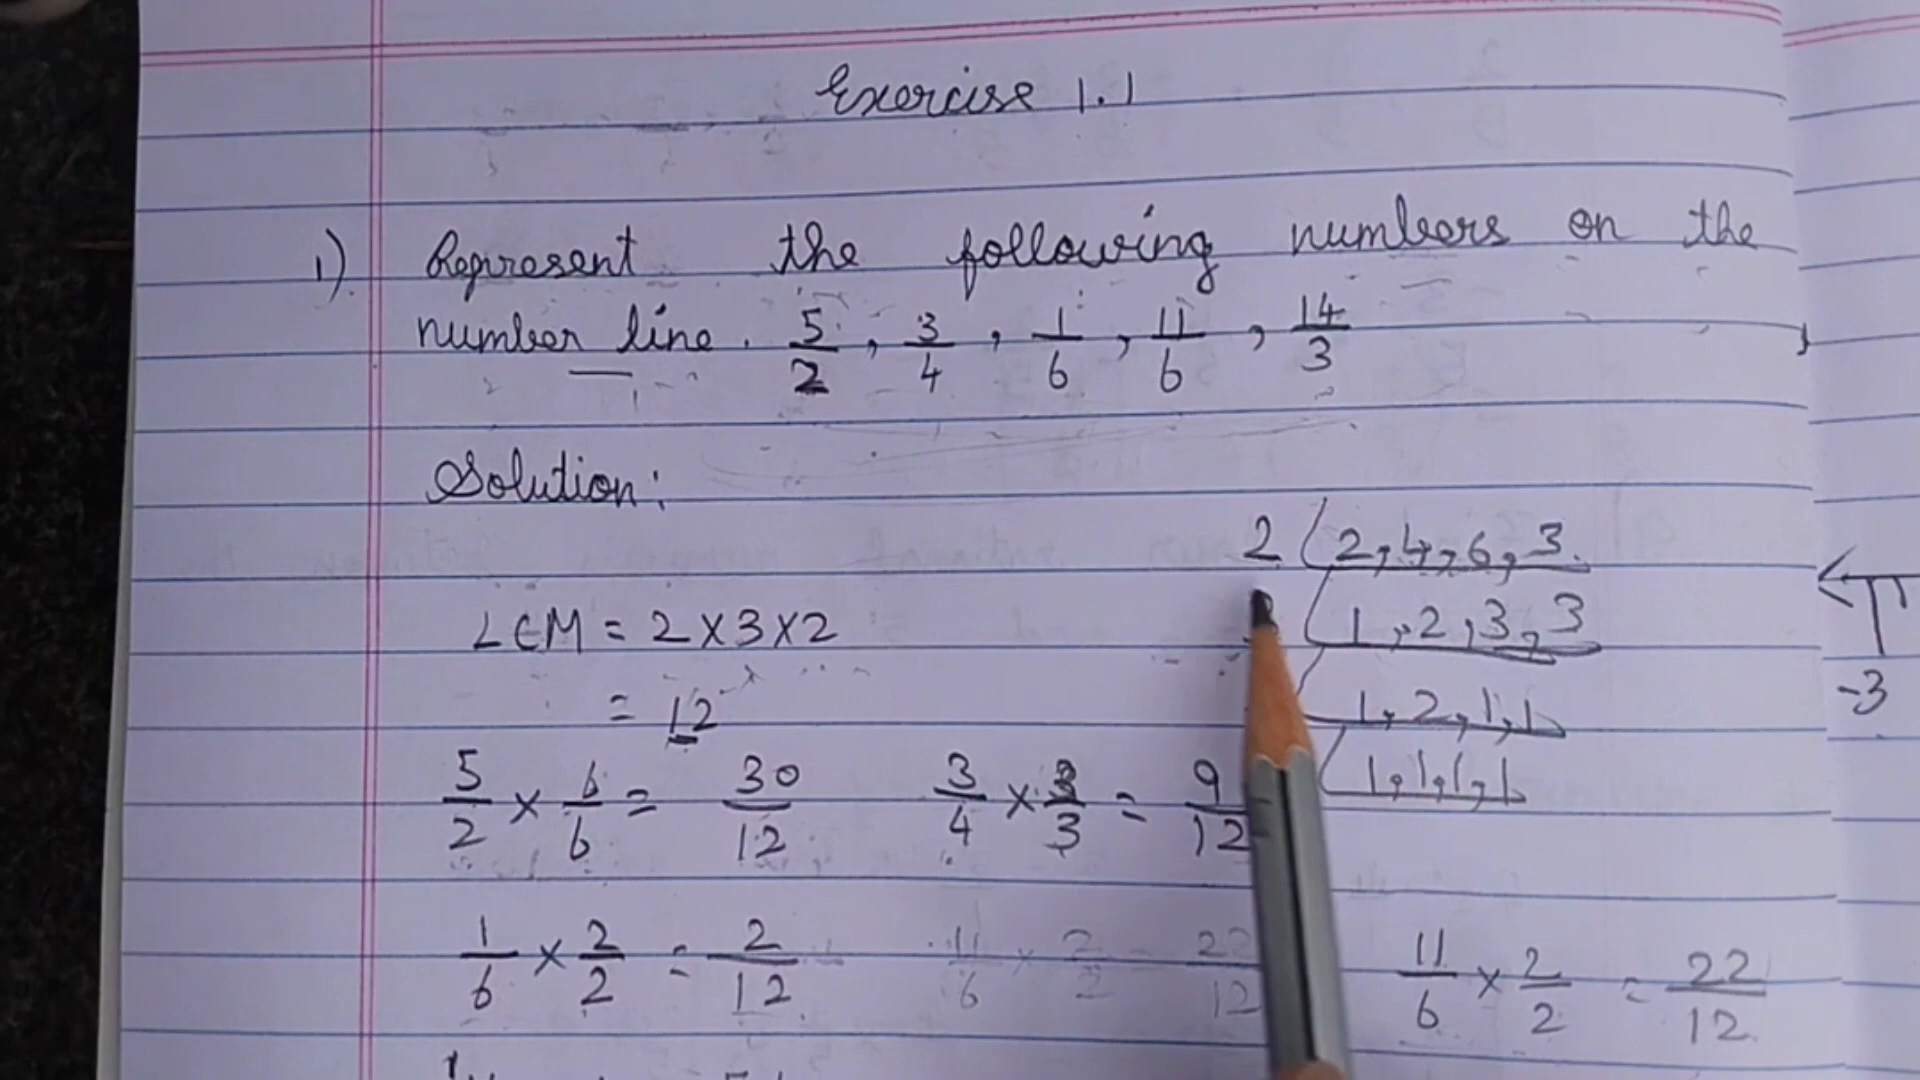 Exercise 1.1
1) Represent the following numbers on the
number line. 5/2, 3/4, 1/6, 11/6, 14/3
Solution:
2 | 2, 4, 6, 3
LCM = 2 × 3 × 2
| 1, 2, 3, 3
= 12
| 1, 2, 1, 1
5/2 × 6/6 = 30/12 3/4 × 3/3 = 9/12
| 1, 1, 1, 1
1/6 × 2/2 = 2/12 11/6 × 2/2 = 22/12
-3